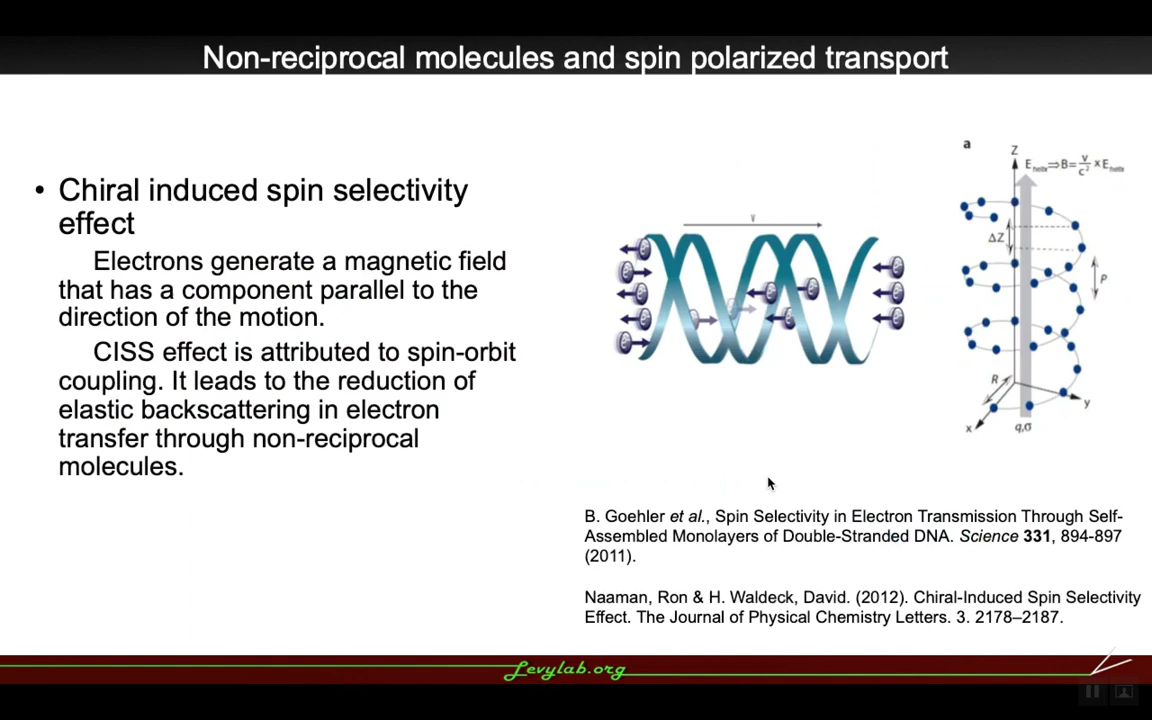 Non-reciprocal molecules and spin polarized transport
• Chiral induced spin selectivity
effect
Electrons generate a magnetic field
that has a component parallel to the
direction of the motion.
CISS effect is attributed to spin-orbit
coupling. It leads to the reduction of
elastic backscattering in electron
transfer through non-reciprocal
molecules.
V
a
Z
E_helix ⇒B= v/c² ×E_helix
ΔZ
P
R
x
y
q,σ
B. Goehler et al., Spin Selectivity in Electron Transmission Through Self-
Assembled Monolayers of Double-Stranded DNA. Science 331, 894-897
(2011).
Naaman, Ron & H. Waldeck, David. (2012). Chiral-Induced Spin Selectivity
Effect. The Journal of Physical Chemistry Letters. 3. 2178–2187.
Levylab.org